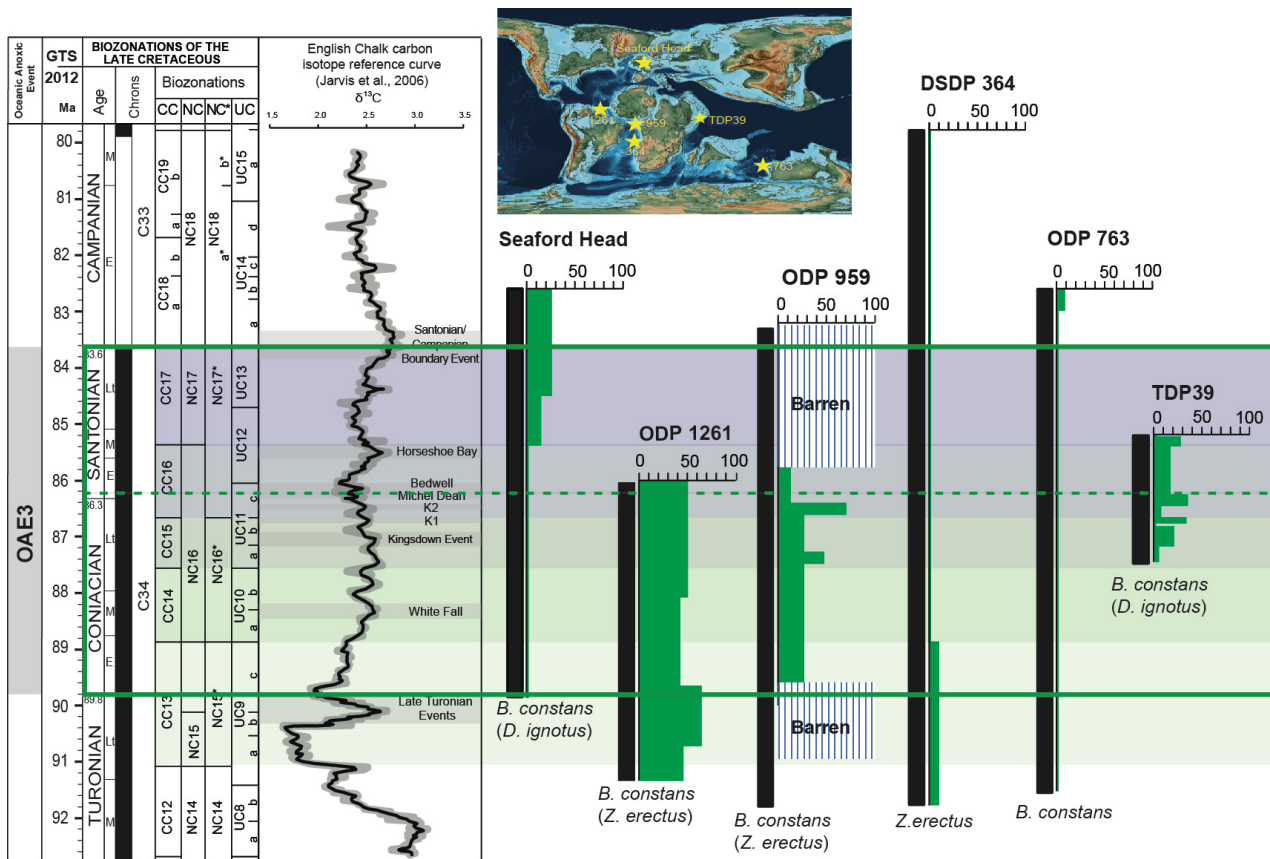 Oceanic Anoxic
Event
GTS
2012
Ma
BIOZONATIONS OF THE
LATE CRETACEOUS
Age
Chrons
Biozonations
CC
NC
NC*
UC
English Chalk carbon
isotope reference curve
(Jarvis et al., 2006)
δ¹³C
1.5 2.0 2.5 3.0 3.5
80
81
82
83
84
85
86
87
88
89
90
91
92
OAE3
CAMPANIAN
SANTONIAN
CONIACIAN
TURONIAN
83.6
86.3
89.8
M
E
Lt
M
E
Lt
M
E
Lt
M
C33
C34
CC19
b
a
CC18
b
a
CC17
CC16
CC15
CC14
CC13
CC12
NC18
NC17
NC16
NC15
NC14
NC18
b*
a*
NC17*
NC16*
NC15*
NC14
UC15
a
UC14
d
c
b
a
UC13
UC12
UC11
c
b
a
UC10
b
a
UC9
c
b
a
UC8
b
a
Santonian/
Campanian
Boundary Event
Horseshoe Bay
Bedwell
Michel Dean
K2
K1
Kingsdown Event
White Fall
Late Turonian
Events
Seaford Head
1261
959
364
TDP39
763
Seaford Head
0 50 100
B. constans
(D. ignotus)
ODP 1261
0 50 100
B. constans
(Z. erectus)
ODP 959
0 50 100
Barren
Barren
B. constans
(Z. erectus)
DSDP 364
0 50 100
Z.erectus
ODP 763
0 50 100
B. constans
TDP39
0 50 100
B. constans
(D. ignotus)